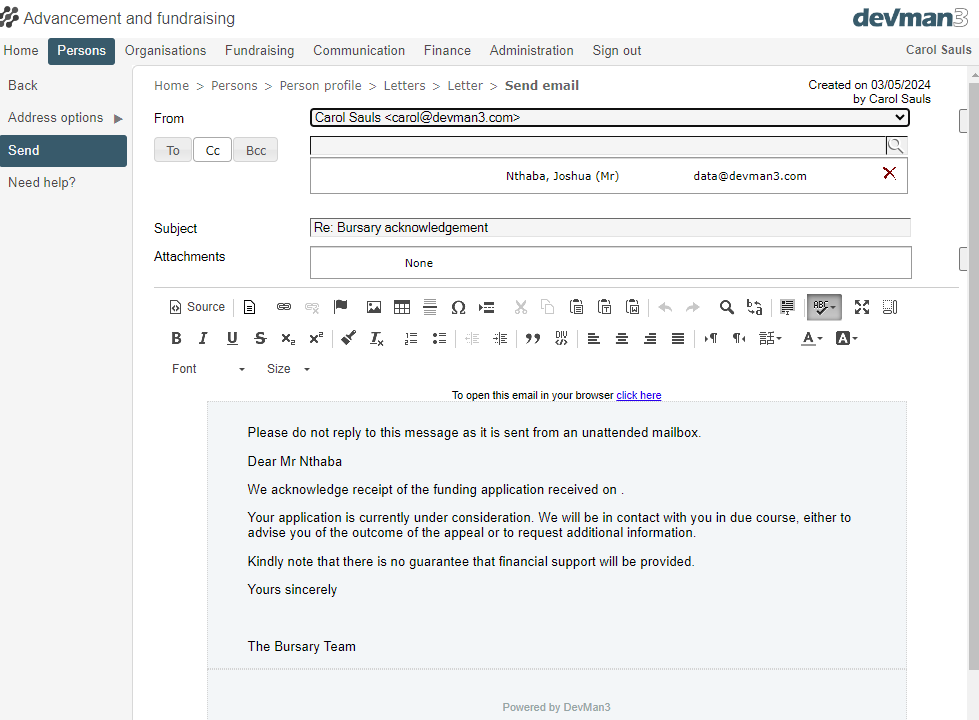 Advancement and fundraising
devman3
Home Persons Organisations Fundraising Communication Finance Administration Sign out Carol Sauls
Back
Address options
Send
Need help?
Home > Persons > Person profile > Letters > Letter > Send email
Created on 03/05/2024
by Carol Sauls
From Carol Sauls <carol@devman3.com>
To Cc Bcc
Nthaba, Joshua (Mr) data@devman3.com
Subject Re: Bursary acknowledgement
Attachments None
Source
ABC
Font Size
To open this email in your browser click here
Please do not reply to this message as it is sent from an unattended mailbox.
Dear Mr Nthaba
We acknowledge receipt of the funding application received on .
Your application is currently under consideration. We will be in contact with you in due course, either to
advise you of the outcome of the appeal or to request additional information.
Kindly note that there is no guarantee that financial support will be provided.
Yours sincerely
The Bursary Team
Powered by DevMan3